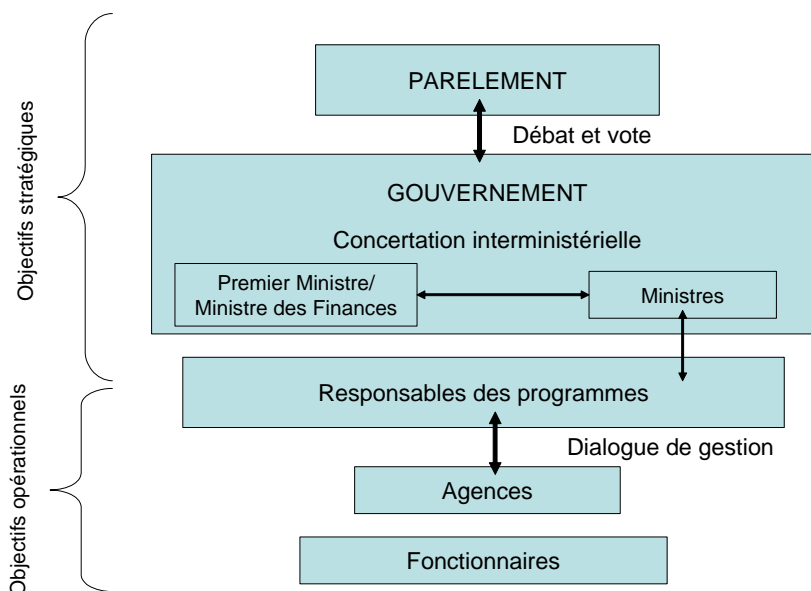 PARELEMENT
Débat et vote
GOUVERNEMENT
Concertation interministérielle
Premier Ministre/
Ministre des Finances
Ministres
Responsables des programmes
Dialogue de gestion
Agences
Fonctionnaires
Objectifs stratégiques
Objectifs opérationnels